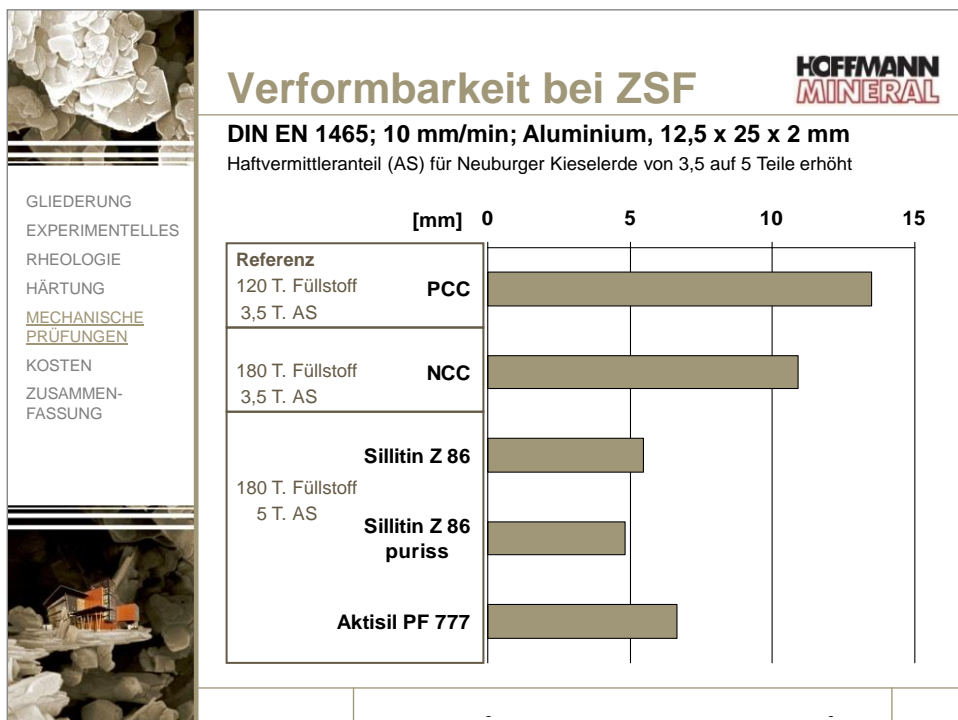 Verformbarkeit bei ZSF
HOFFMANN
MINERAL
DIN EN 1465; 10 mm/min; Aluminium, 12,5 x 25 x 2 mm
Haftvermittleranteil (AS) für Neuburger Kieselerde von 3,5 auf 5 Teile erhöht
GLIEDERUNG
EXPERIMENTELLES
RHEOLOGIE
HÄRTUNG
MECHANISCHE
PRÜFUNGEN
KOSTEN
ZUSAMMEN-
FASSUNG
[mm] 0 5 10 15
Referenz
120 T. Füllstoff
3,5 T. AS
PCC
180 T. Füllstoff
3,5 T. AS
NCC
180 T. Füllstoff
5 T. AS
Sillitin Z 86
Sillitin Z 86
puriss
Aktisil PF 777